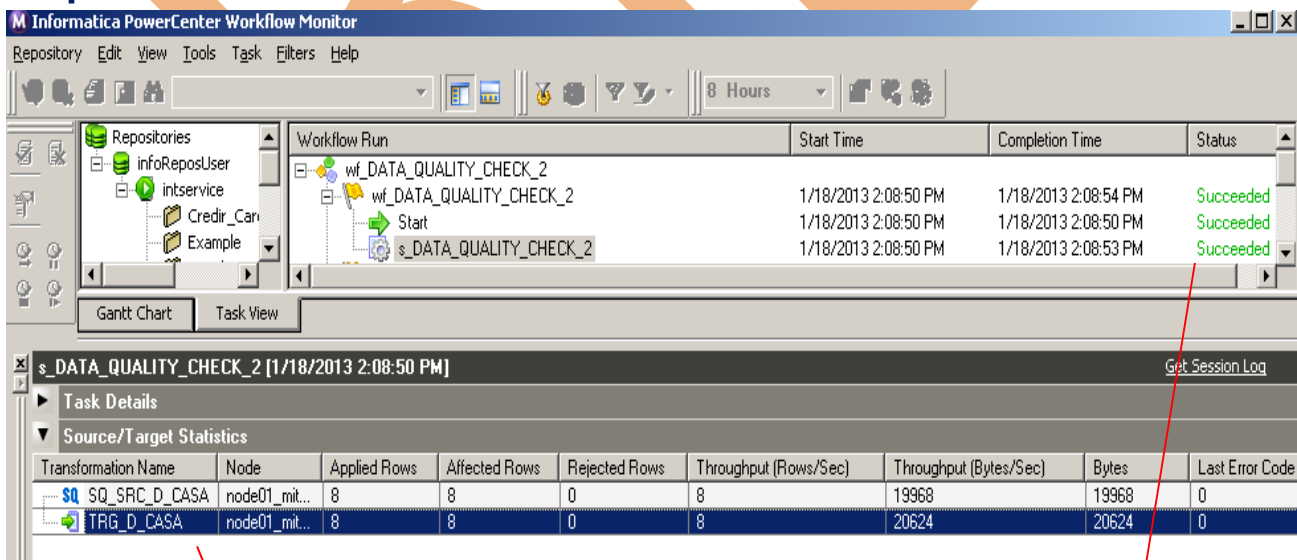 Informatica PowerCenter Workflow Monitor
Repository Edit View Tools Task Filters Help
8 Hours
Repositories
infoReposUser
intservice
Credir_Car
Example
Workflow Run Start Time Completion Time Status
wf_DATA_QUALITY_CHECK_2
wf_DATA_QUALITY_CHECK_2 1/18/2013 2:08:50 PM 1/18/2013 2:08:54 PM Succeeded
Start 1/18/2013 2:08:50 PM 1/18/2013 2:08:50 PM Succeeded
s_DATA_QUALITY_CHECK_2 1/18/2013 2:08:50 PM 1/18/2013 2:08:53 PM Succeeded
Gantt Chart Task View
s_DATA_QUALITY_CHECK_2 [1/18/2013 2:08:50 PM] Get Session Log
Task Details
Source/Target Statistics
Transformation Name Node Applied Rows Affected Rows Rejected Rows Throughput (Rows/Sec) Throughput (Bytes/Sec) Bytes Last Error Code
SQ SQ_SRC_D_CASA node01_mit... 8 8 0 8 19968 19968 0
TRG_D_CASA node01_mit... 8 8 0 8 20624 20624 0